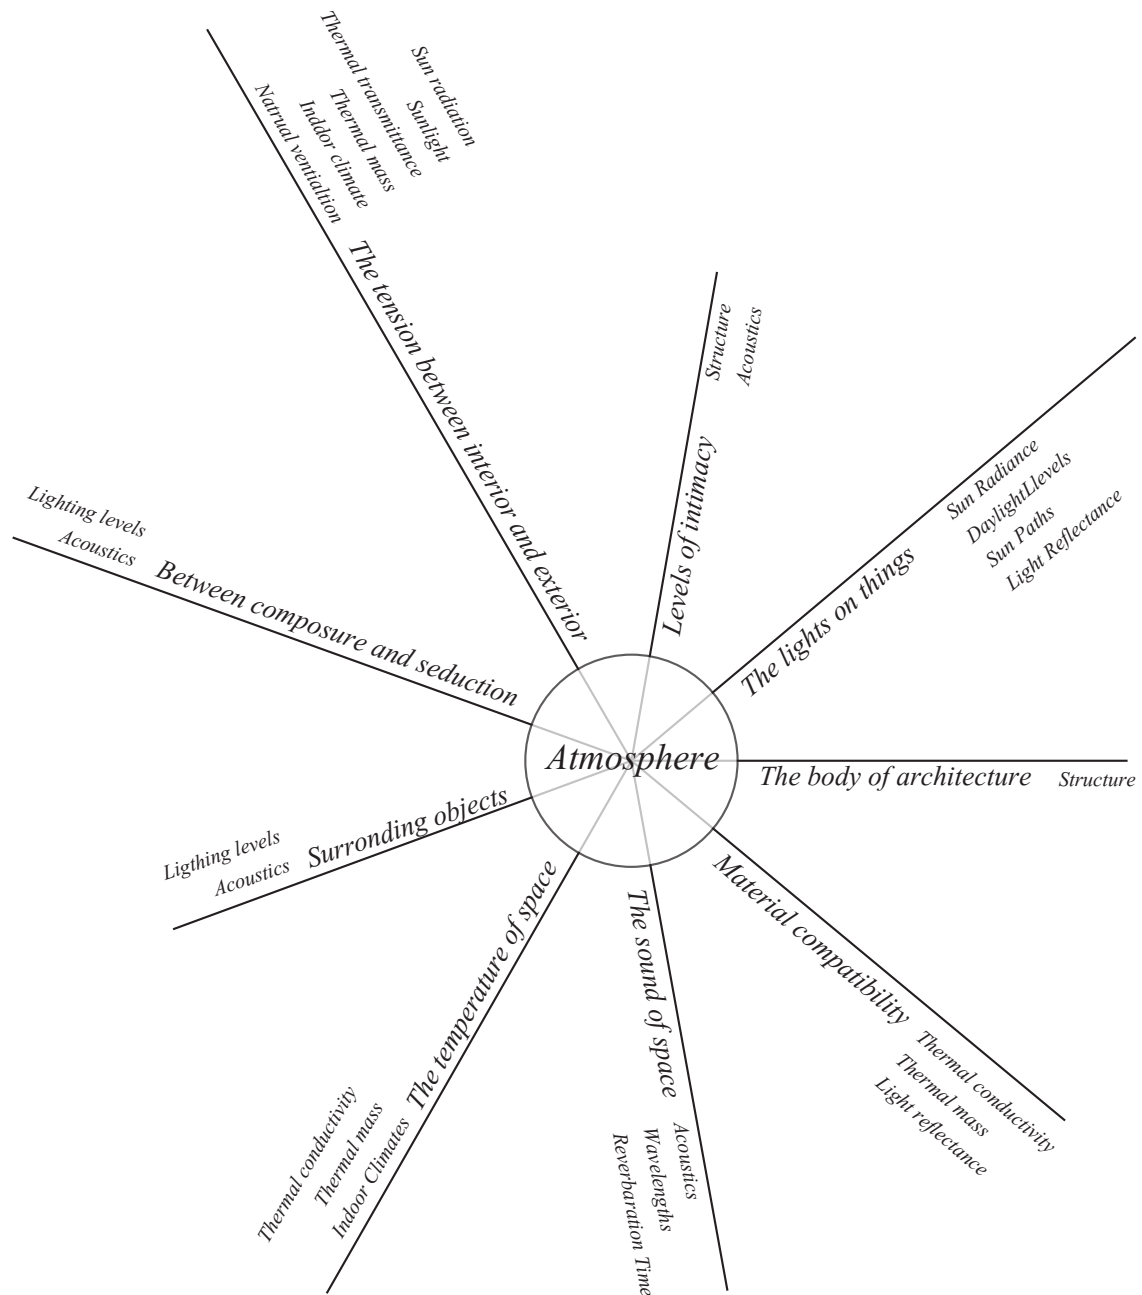 Atmosphere
The tension between interior and exterior
Natrual ventialtion
Inddor climate
Thermal mass
Thermal transmittance
Sunlight
Sun radiation
Levels of intimacy
Structure
Acoustics
The lights on things
Sun Radiance
DaylightLlevels
Sun Paths
Light Reflectance
The body of architecture
Structure
Material compatibility
Thermal conductivity
Thermal mass
Light reflectance
The sound of space
Acoustics
Wavelengths
Reverbaration Time
The temperature of space
Thermal conductivity
Thermal mass
Indoor Climates
Surronding objects
Ligthing levels
Acoustics
Between composure and seduction
Lighting levels
Acoustics